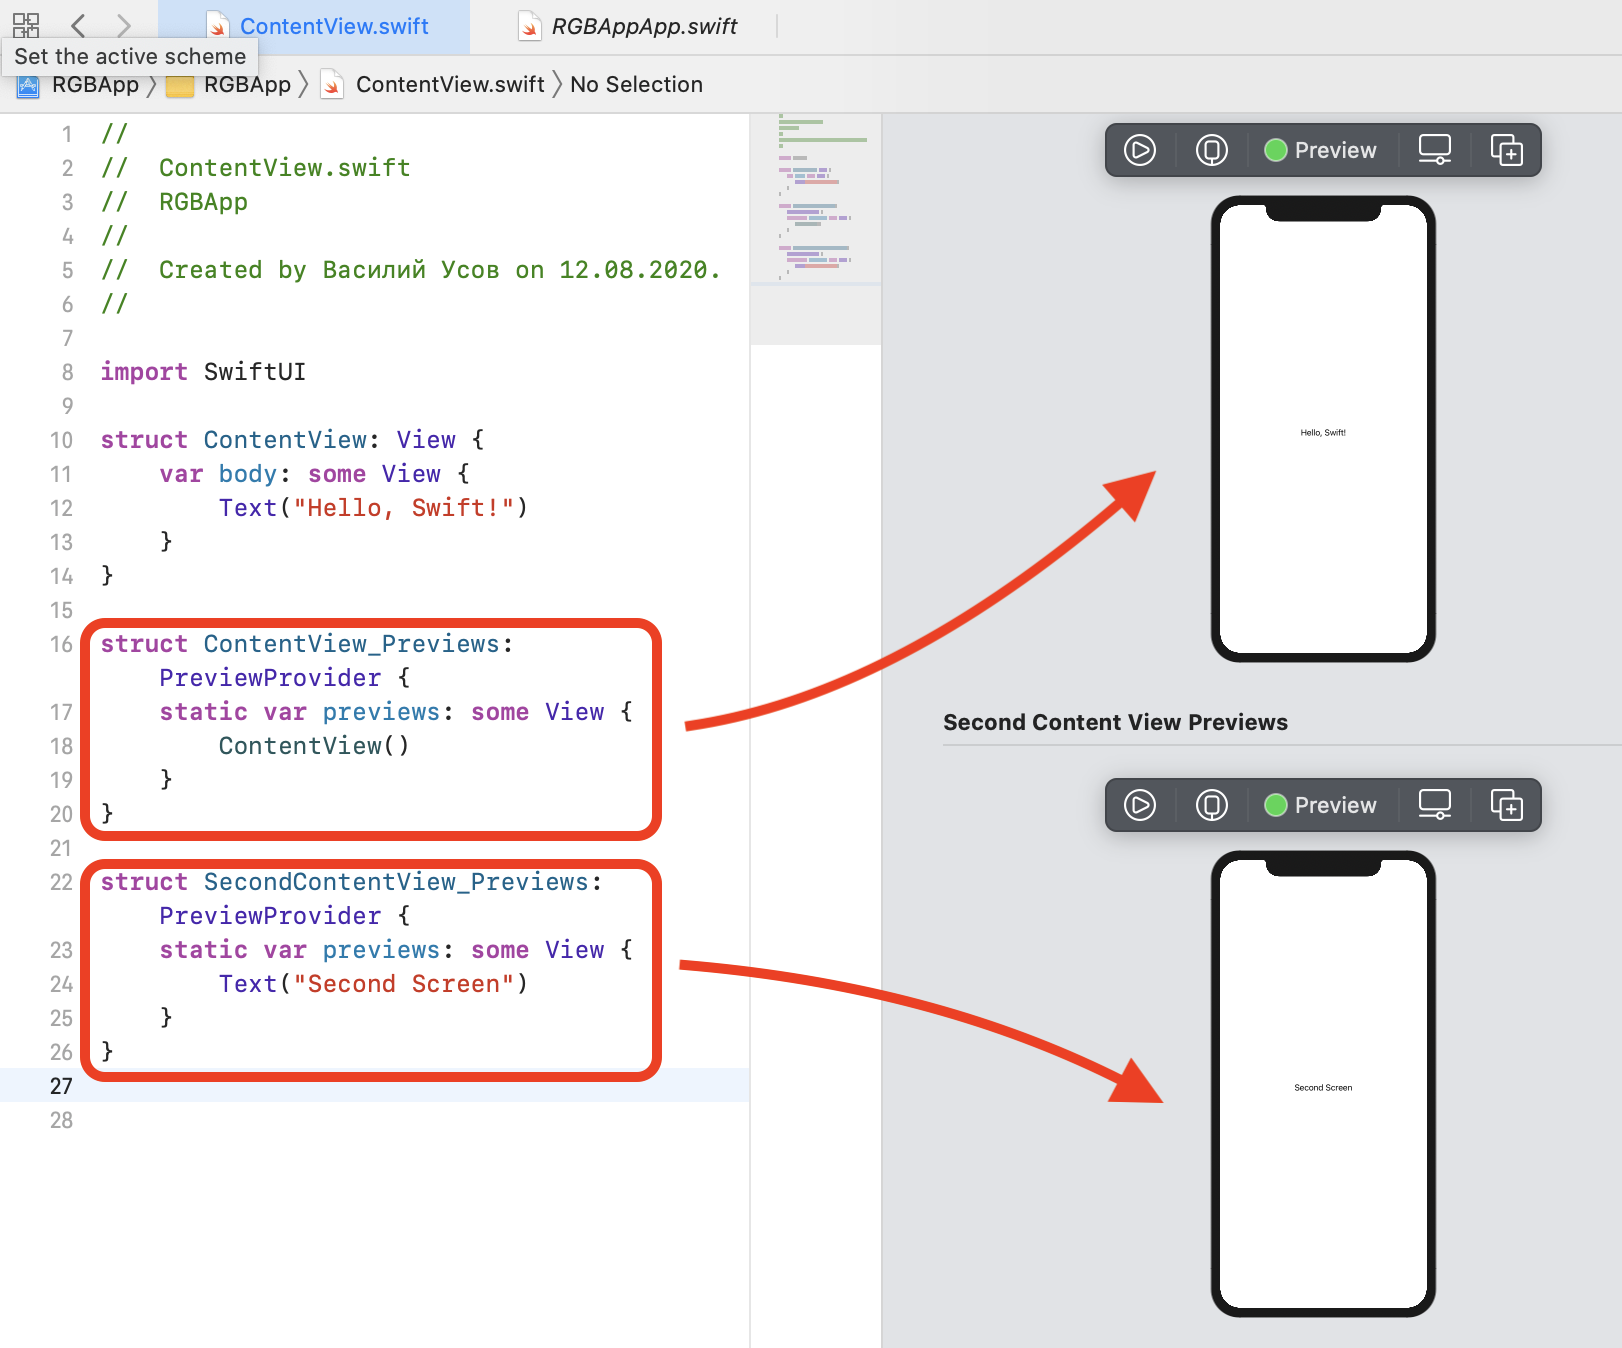 ContentView.swift
RGBAppApp.swift
Set the active scheme
RGBApp RGBApp ContentView.swift No Selection
1 //
2 //  ContentView.swift
3 //  RGBApp
4 //
5 //  Created by Василий Усов on 12.08.2020.
6 //
7
8 import SwiftUI
9
10 struct ContentView: View {
11     var body: some View {
12         Text("Hello, Swift!")
13     }
14 }
15
16 struct ContentView_Previews:
    PreviewProvider {
17     static var previews: some View {
18         ContentView()
19     }
20 }
21
22 struct SecondContentView_Previews:
    PreviewProvider {
23     static var previews: some View {
24         Text("Second Screen")
25     }
26 }
27
28
Preview
Hello, Swift!
Second Content View Previews
Preview
Second Screen